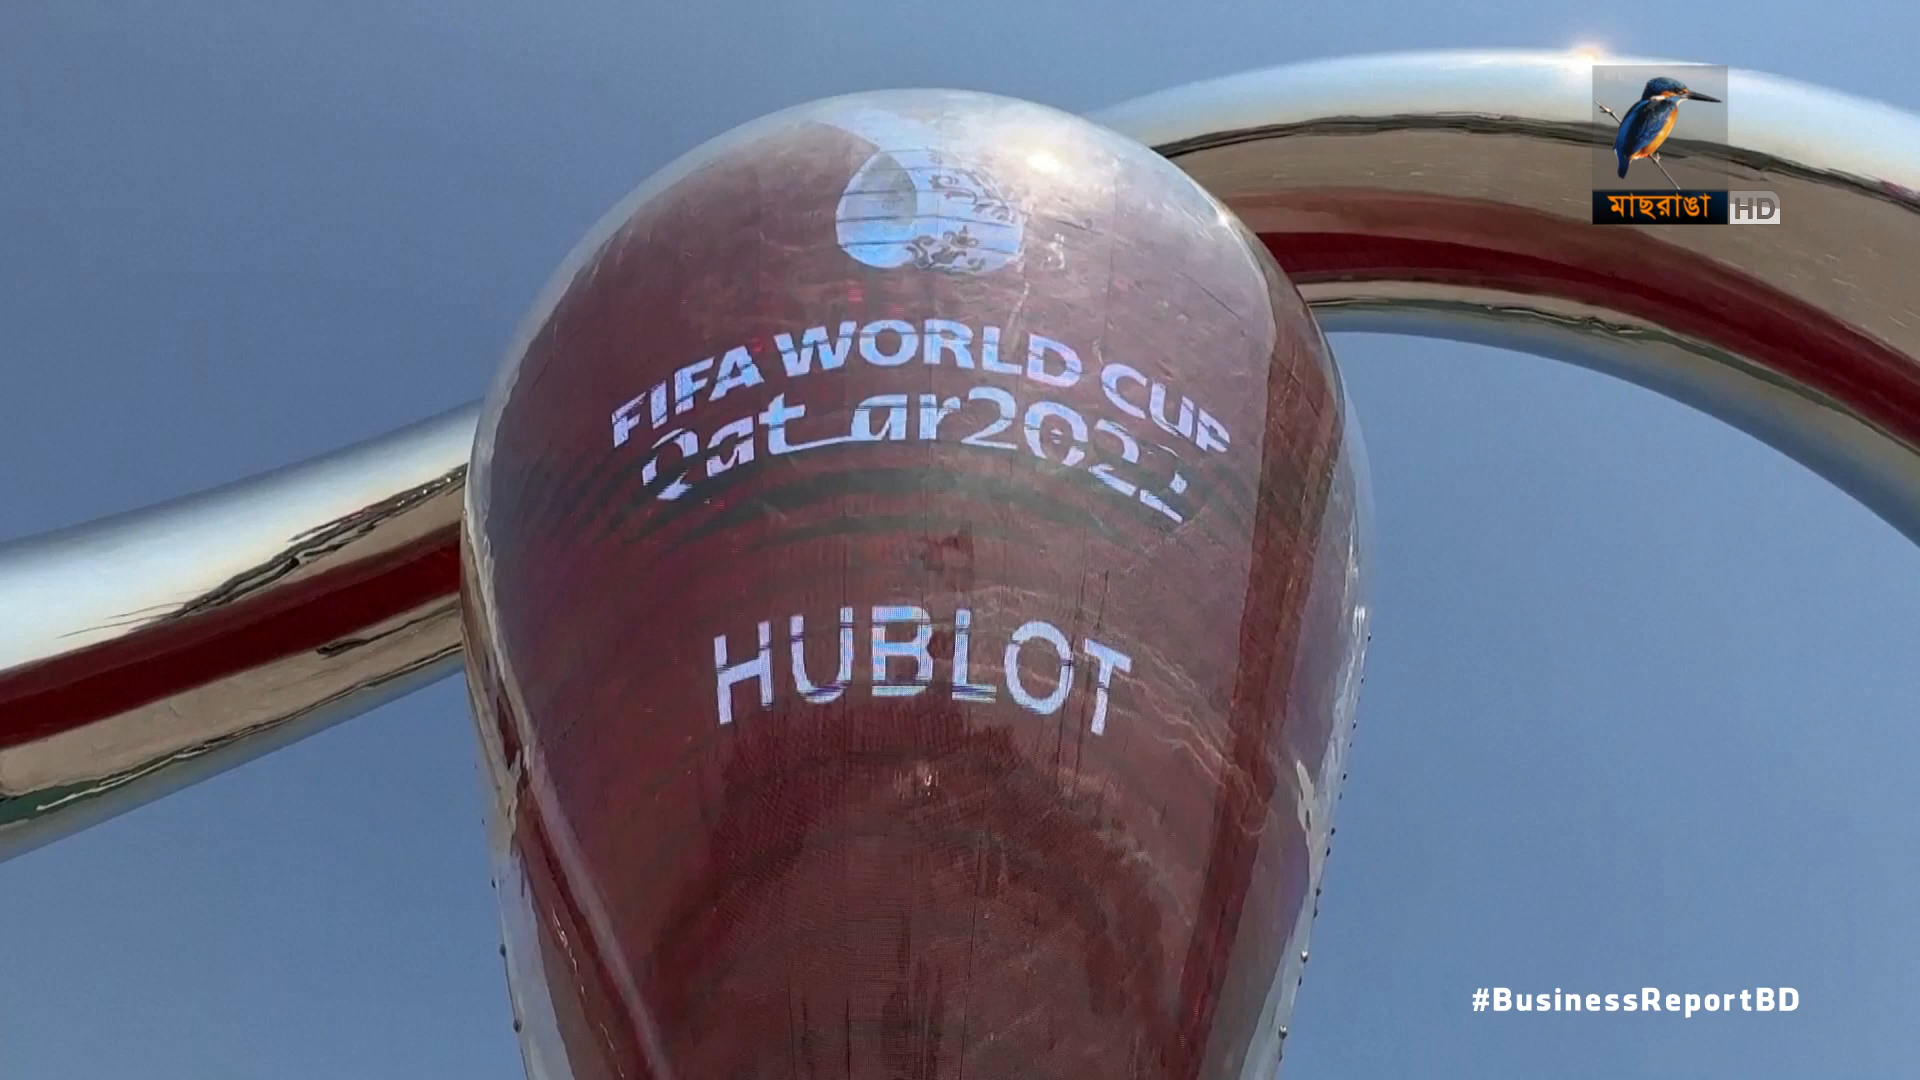 মাছরাঙা HD
FIFA WORLD CUP
Qatar2022
HUBLOT
#BusinessReportBD